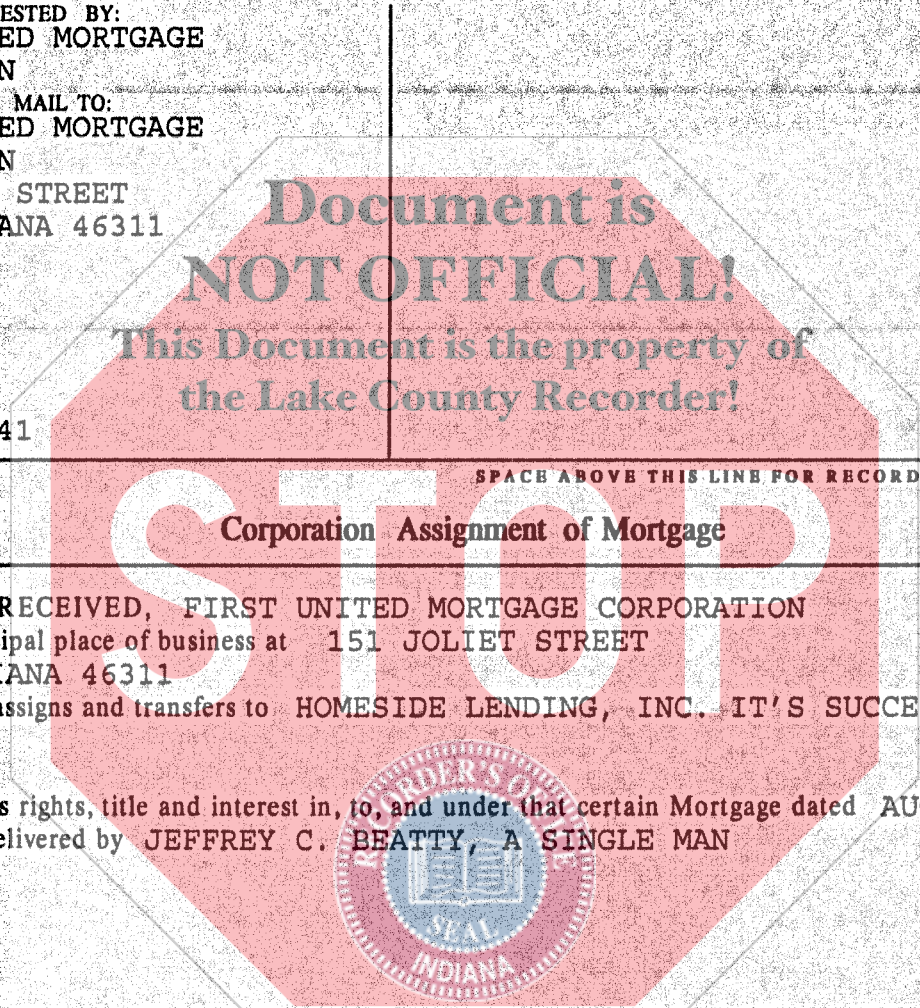 ESTED BY:
ED MORTGAGE
N
MAIL TO:
ED MORTGAGE
N
STREET
ANA 46311
Document is
NOT OFFICIAL!
This Document is the property of
the Lake County Recorder!
41
SPACE ABOVE THIS LINE FOR RECORD
Corporation Assignment of Mortgage
STOP
RECEIVED, FIRST UNITED MORTGAGE CORPORATION
ipal place of business at 151 JOLIET STREET
IANA 46311
assigns and transfers to HOMESIDE LENDING, INC. IT'S SUCCE
s rights, title and interest in, to, and under that certain Mortgage dated AU
elivered by JEFFREY C. BEATTY, A SINGLE MAN
RECORDER'S OFFICE
SEAL
INDIANA